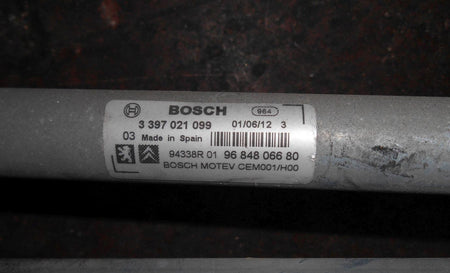 BOSCH 964
3 397 021 099 01/06/12 3
03 Made in Spain
94338R 01 96 848 066 80
BOSCH MOTEV CEM001/H00